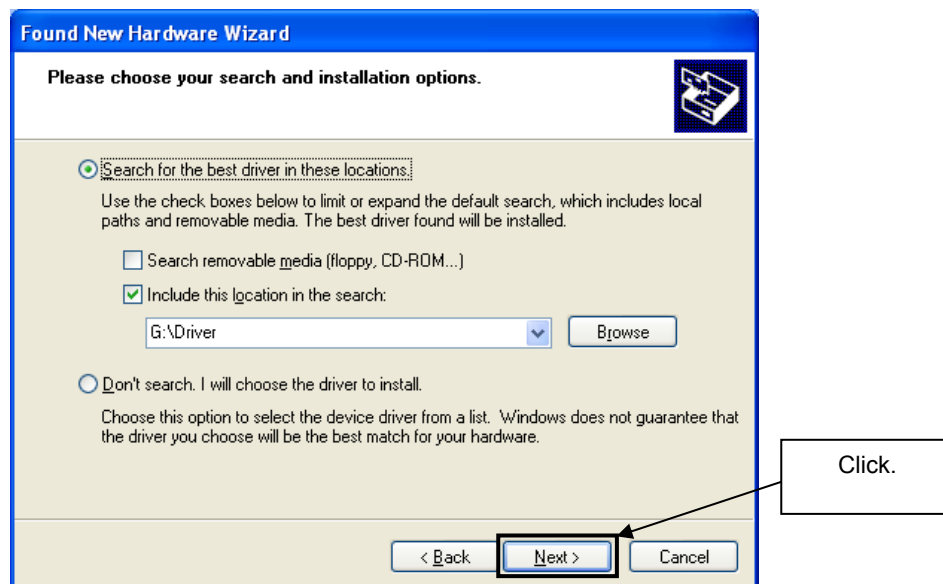 Found New Hardware Wizard
Please choose your search and installation options.
Search for the best driver in these locations.
Use the check boxes below to limit or expand the default search, which includes local
paths and removable media. The best driver found will be installed.
Search removable media (floppy, CD-ROM...)
Include this location in the search:
G:\Driver
Browse
Don't search. I will choose the driver to install.
Choose this option to select the device driver from a list. Windows does not guarantee that
the driver you choose will be the best match for your hardware.
Click.
< Back
Next >
Cancel